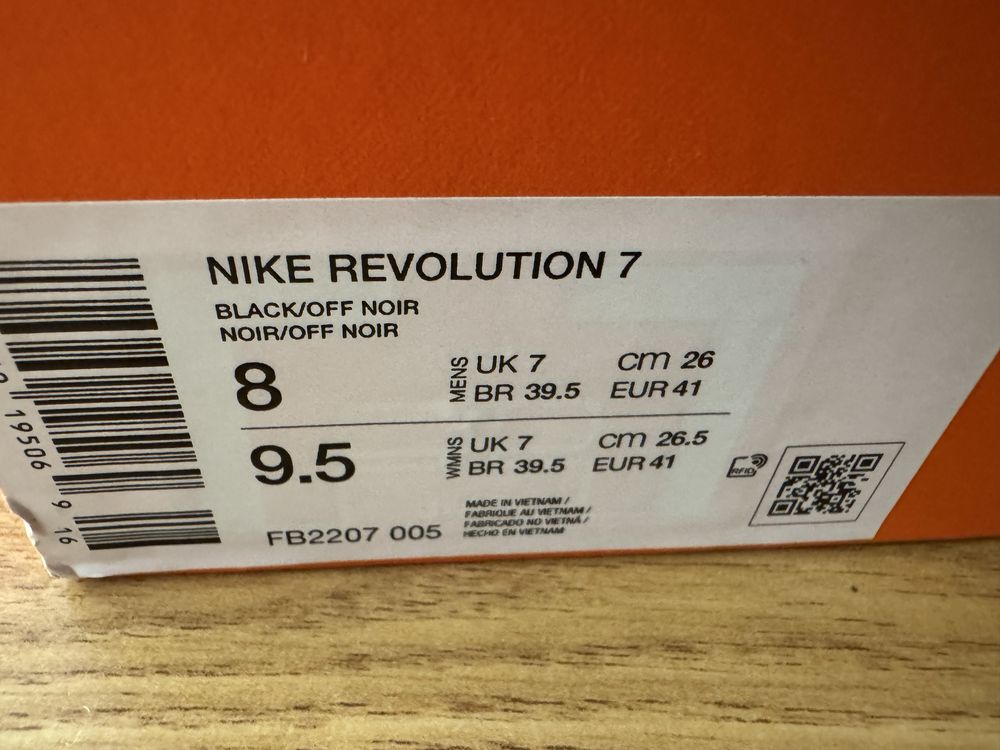 NIKE REVOLUTION 7
BLACK/OFF NOIR
NOIR/OFF NOIR
8
MENS
UK 7 CM 26
BR 39.5 EUR 41
9.5
WMNS
UK 7 CM 26.5
BR 39.5 EUR 41
RFID
FB2207 005
MADE IN VIETNAM /
FABRIQUE AU VIETNAM /
FABRICADO NO VIETNÃ /
HECHO EN VIETNAM
19506 9 16